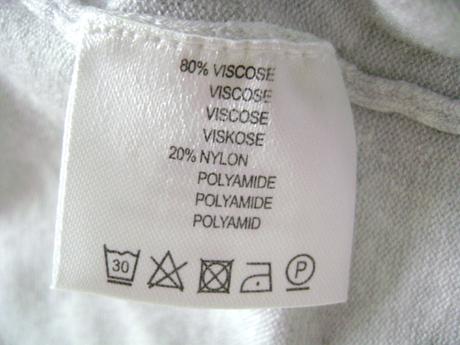 80% VISCOSE
VISCOSE
VISCOSE
VISKOSE
20% NYLON
POLYAMIDE
POLYAMIDE
POLYAMID
30 P